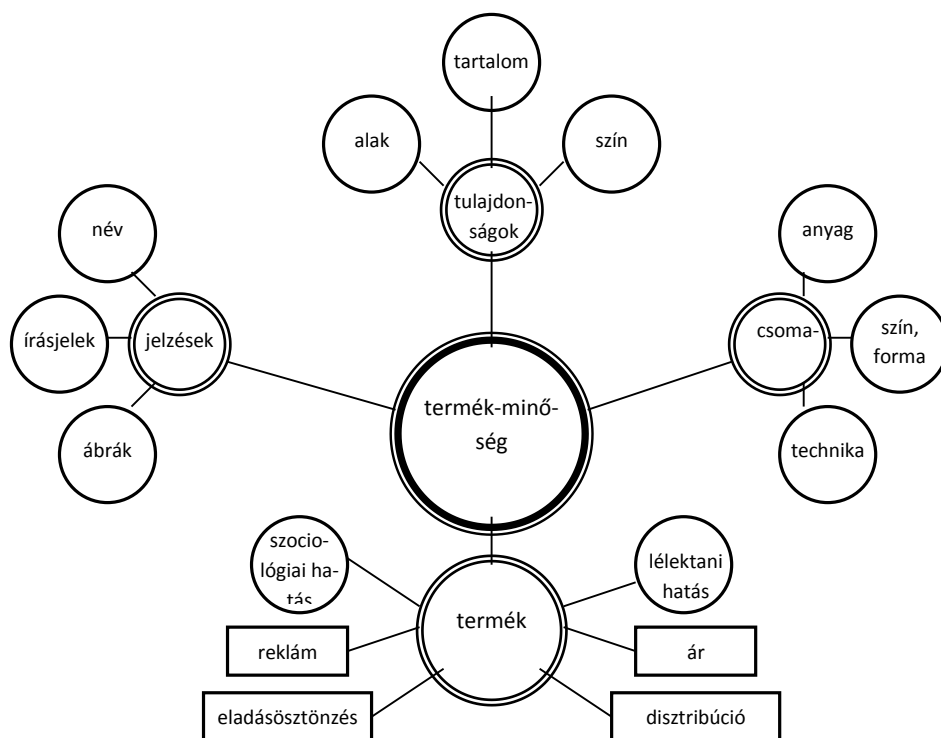 tartalom
alak
szín
tulajdon-
ságok
név
írásjelek
jelzések
ábrák
anyag
csoma-
szín,
forma
technika
termék-minő-
ség
szocio-
lógiai ha-
tás
lélektani
hatás
termék
reklám
ár
eladásösztönzés
disztribúció